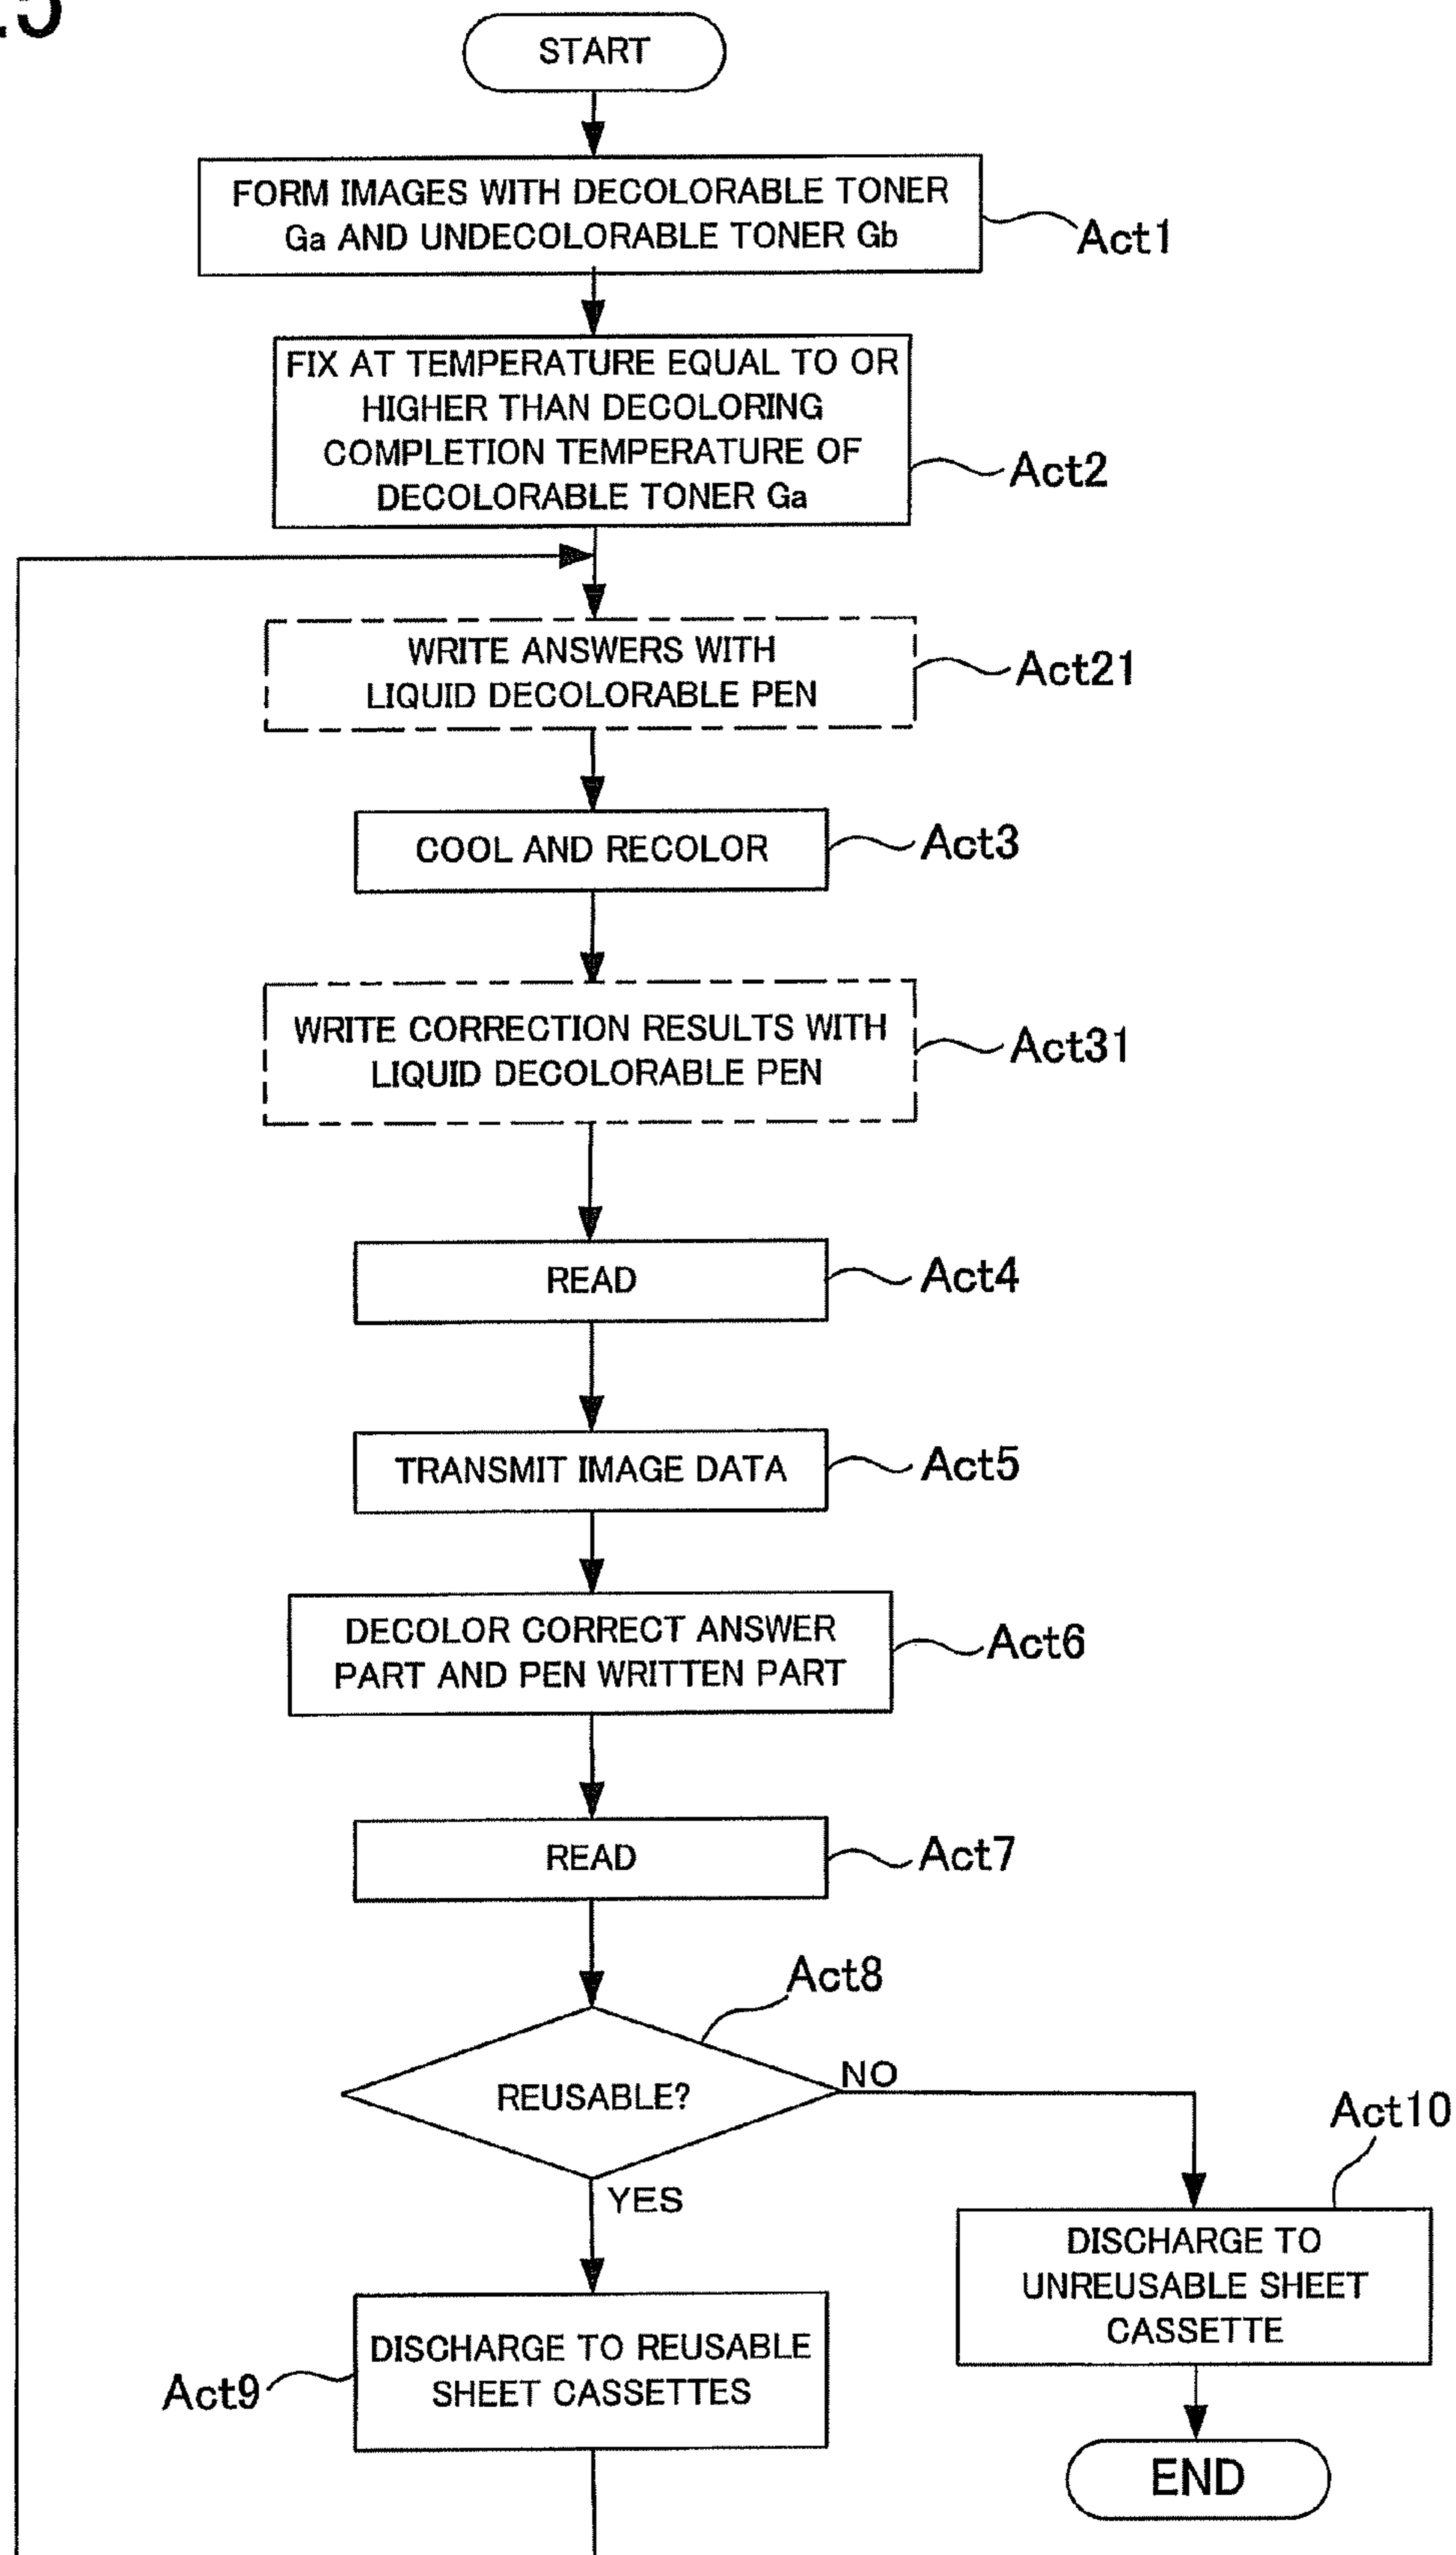 .5
START
FORM IMAGES WITH DECOLORABLE TONER
Ga AND UNDECOLORABLE TONER Gb
Act1
FIX AT TEMPERATURE EQUAL TO OR
HIGHER THAN DECOLORING
COMPLETION TEMPERATURE OF
DECOLORABLE TONER Ga
Act2
WRITE ANSWERS WITH
LIQUID DECOLORABLE PEN
Act21
COOL AND RECOLOR
Act3
WRITE CORRECTION RESULTS WITH
LIQUID DECOLORABLE PEN
Act31
READ
Act4
TRANSMIT IMAGE DATA
Act5
DECOLOR CORRECT ANSWER
PART AND PEN WRITTEN PART
Act6
READ
Act7
Act8
REUSABLE?
NO
YES
Act10
DISCHARGE TO
UNREUSABLE SHEET
CASSETTE
DISCHARGE TO REUSABLE
SHEET CASSETTES
Act9
END